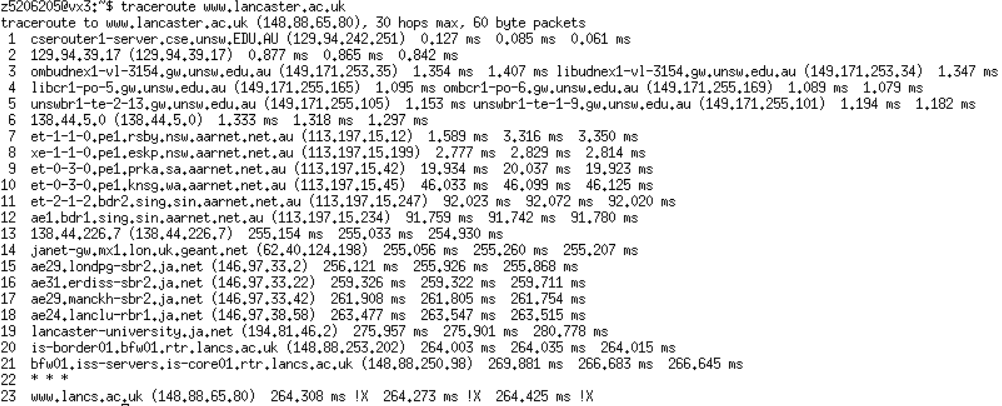 z5206205@vx3:~$ traceroute www.lancaster.ac.uk
traceroute to www.lancaster.ac.uk (148.88.65.80), 30 hops max, 60 byte packets
1 cserouter1-server.cse.unsw.EDU.AU (129.94.242.251) 0.127 ms 0.085 ms 0.061 ms
2 129.94.39.17 (129.94.39.17) 0.877 ms 0.865 ms 0.842 ms
3 ombudnex1-vl-3154.gw.unsw.edu.au (149.171.253.35) 1.354 ms 1.407 ms libudnex1-vl-3154.gw.unsw.edu.au (149.171.253.34) 1.347 ms
4 libcr1-po-5.gw.unsw.edu.au (149.171.255.165) 1.095 ms ombcr1-po-6.gw.unsw.edu.au (149.171.255.169) 1.089 ms 1.079 ms
5 unswbr1-te-2-13.gw.unsw.edu.au (149.171.255.105) 1.153 ms unswbr1-te-1-9.gw.unsw.edu.au (149.171.255.101) 1.194 ms 1.182 ms
6 138.44.5.0 (138.44.5.0) 1.333 ms 1.318 ms 1.297 ms
7 et-1-1-0.pe1.rsby.nsw.aarnet.net.au (113.197.15.12) 1.589 ms 3.316 ms 3.350 ms
8 xe-1-1-0.pe1.eskp.nsw.aarnet.net.au (113.197.15.199) 2.777 ms 2.829 ms 2.814 ms
9 et-0-3-0.pe1.prka.sa.aarnet.net.au (113.197.15.42) 19.934 ms 20.037 ms 19.923 ms
10 et-0-3-0.pe1.knsg.wa.aarnet.net.au (113.197.15.45) 46.033 ms 46.099 ms 46.125 ms
11 et-2-1-2.bdr2.sing.sin.aarnet.net.au (113.197.15.247) 92.023 ms 92.072 ms 92.020 ms
12 ae1.bdr1.sing.sin.aarnet.net.au (113.197.15.234) 91.759 ms 91.742 ms 91.780 ms
13 138.44.226.7 (138.44.226.7) 255.154 ms 255.033 ms 254.930 ms
14 janet-gw.mx1.lon.uk.geant.net (62.40.124.198) 255.056 ms 255.260 ms 255.207 ms
15 ae29.londpg-sbr2.ja.net (146.97.33.2) 256.121 ms 255.926 ms 255.868 ms
16 ae31.erdiss-sbr2.ja.net (146.97.33.22) 259.326 ms 259.322 ms 259.711 ms
17 ae29.manckh-sbr2.ja.net (146.97.33.42) 261.908 ms 261.805 ms 261.754 ms
18 ae24.lanclu-rbr1.ja.net (146.97.38.58) 263.477 ms 263.547 ms 263.515 ms
19 lancaster-university.ja.net (194.81.46.2) 275.957 ms 275.901 ms 280.778 ms
20 is-border01.bfw01.rtr.lancs.ac.uk (148.88.253.202) 264.003 ms 264.035 ms 264.015 ms
21 bfw01.iss-servers.is-core01.rtr.lancs.ac.uk (148.88.250.98) 269.881 ms 266.683 ms 266.645 ms
22 * * *
23 www.lancs.ac.uk (148.88.65.80) 264.308 ms !X 264.273 ms !X 264.425 ms !X